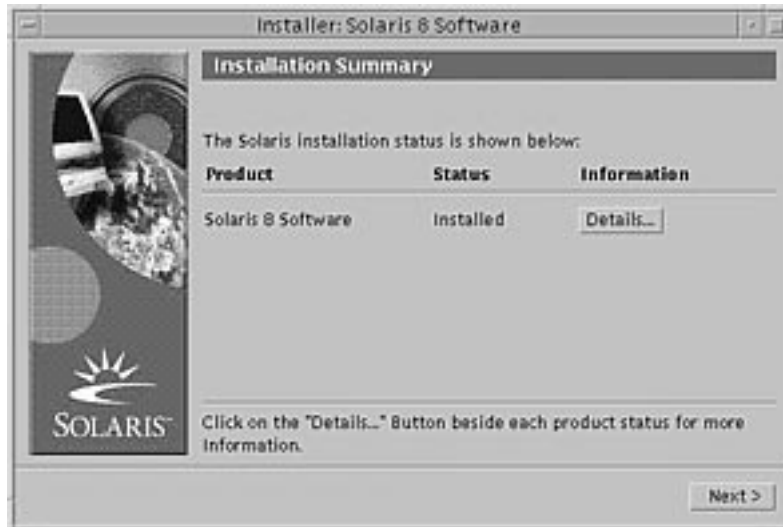 Installer: Solaris 8 Software
Installation Summary
The Solaris installation status is shown below:
Product Status Information
Solaris 8 Software Installed Details...
SOLARIS™
Click on the "Details..." Button beside each product status for more
Information.
Next >